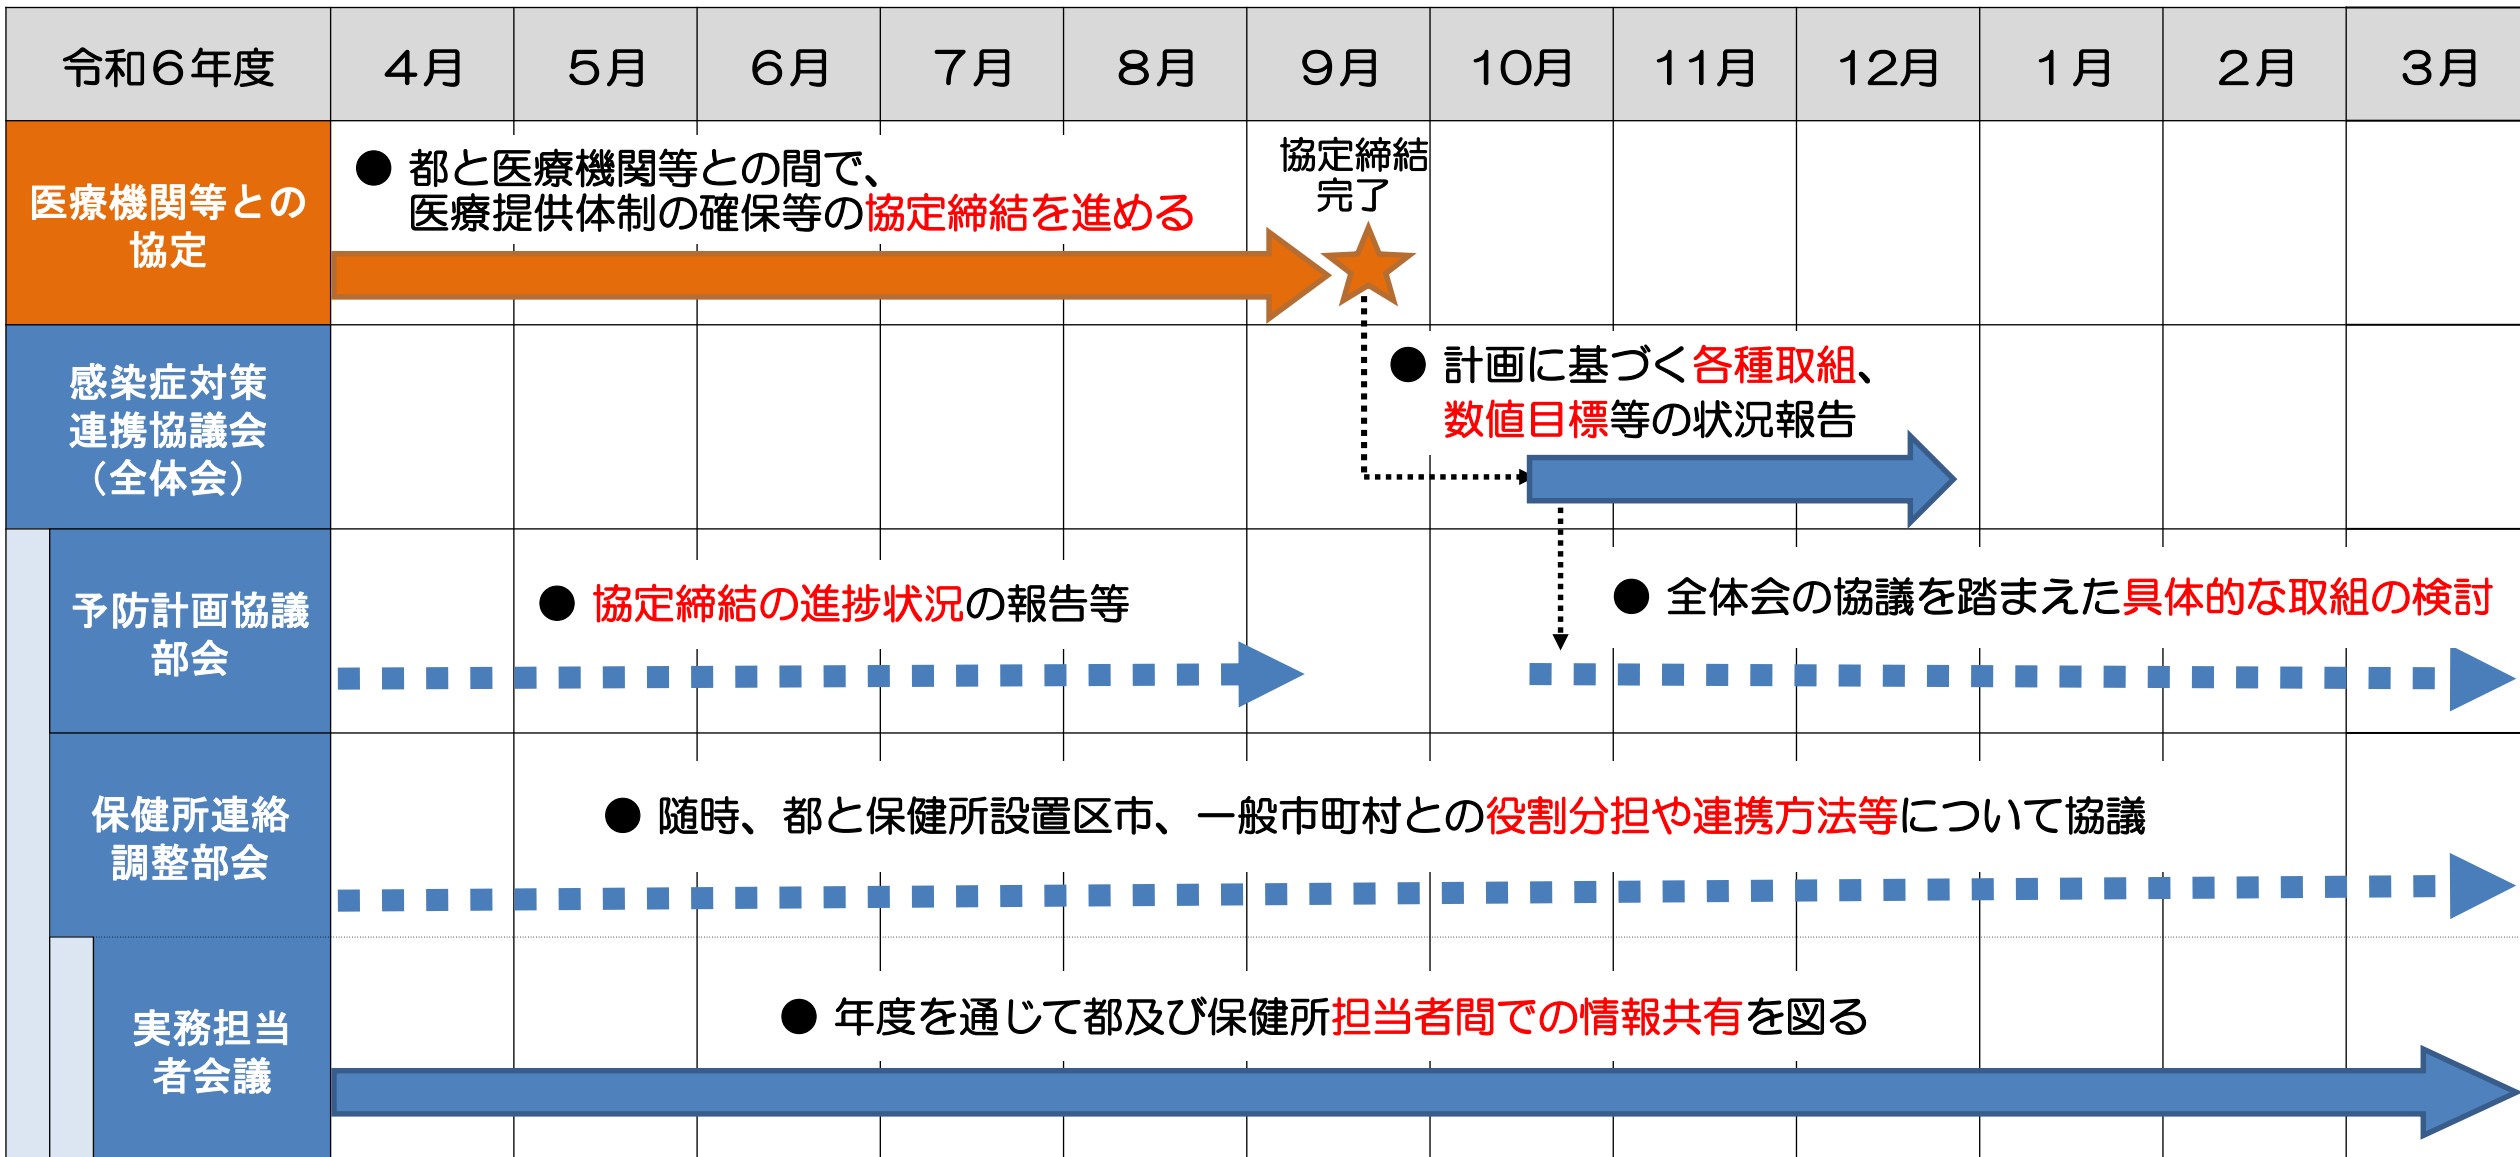 令和6年度 4月 5月 6月 7月 8月 9月 10月 11月 12月 1月 2月 3月
医療機関等との
協定
● 都と医療機関等との間で、
医療提供体制の確保等の協定締結を進める
協定締結
完了
感染症対策
連携協議会
（全体会）
● 計画に基づく各種取組、
数値目標等の状況報告
予防計画協議
部会
● 協定締結の進捗状況の報告等
● 全体会の協議を踏まえた具体的な取組の検討
保健所連絡
調整部会
● 随時、都と保健所設置区市、一般市町村との役割分担や連携方法等について協議
実務担当
者会議
● 年度を通じて都及び保健所担当者間での情報共有を図る